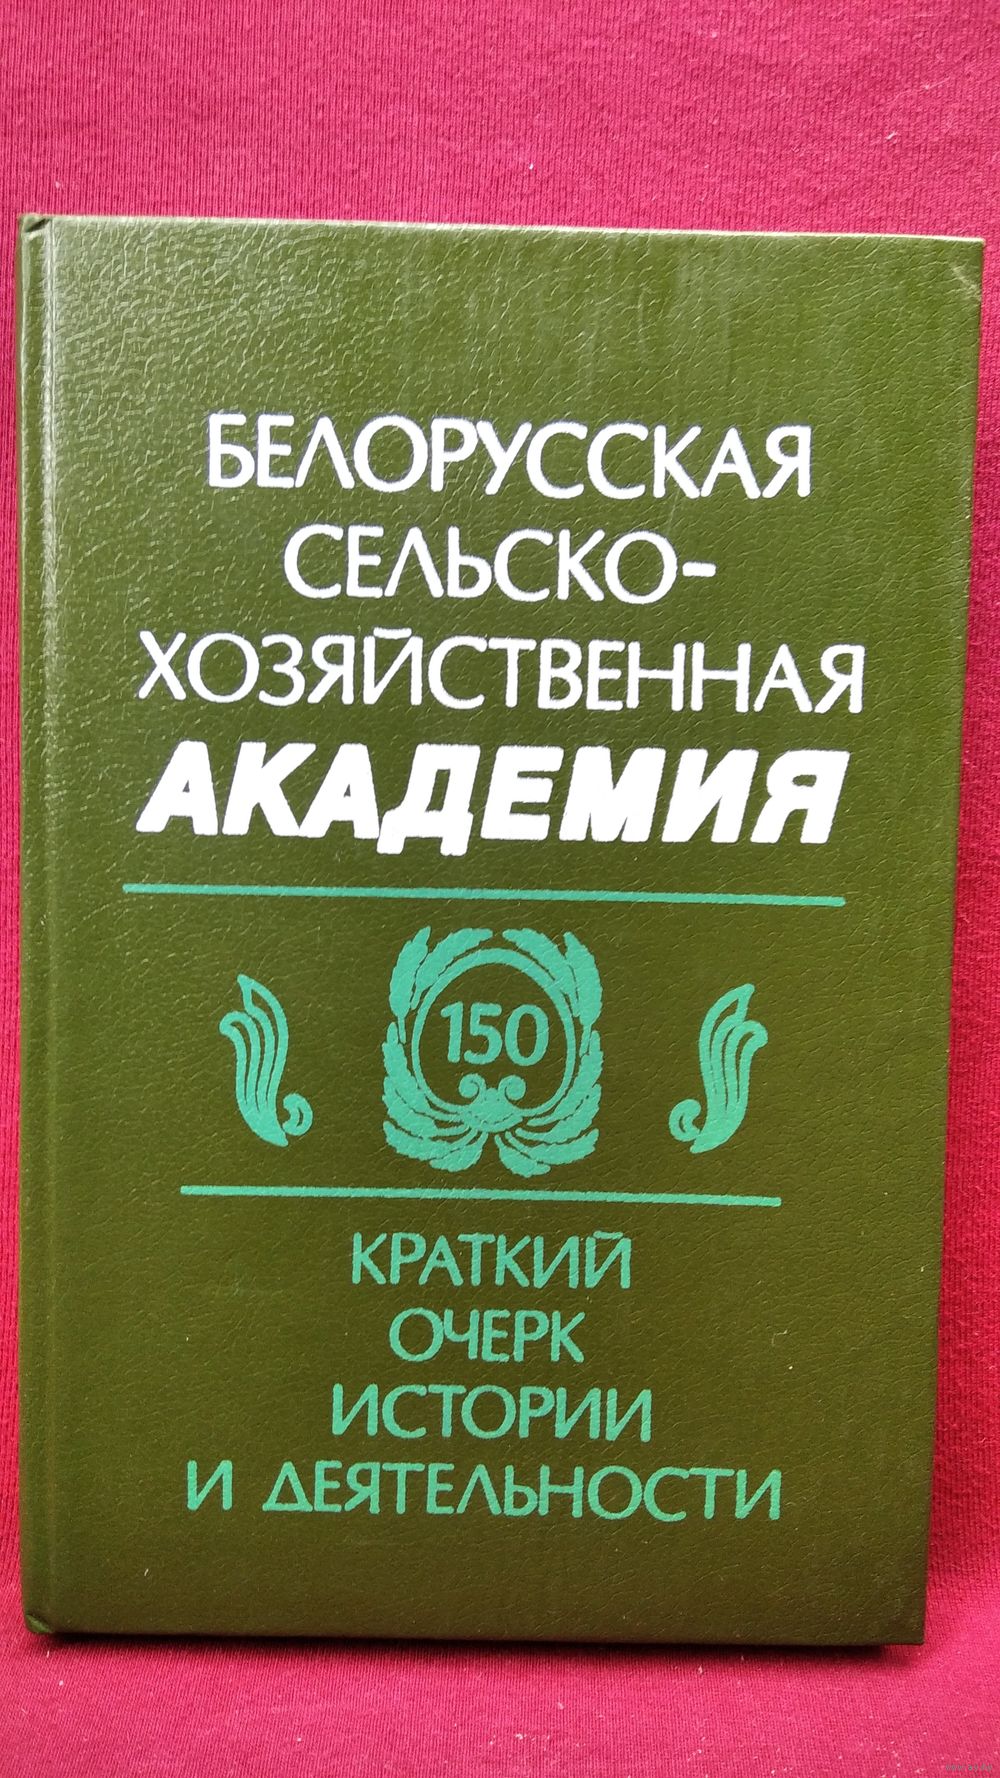 БЕЛОРУССКАЯ
СЕЛЬСКО-
ХОЗЯЙСТВЕННАЯ
АКАДЕМИЯ
150
КРАТКИЙ
ОЧЕРК
ИСТОРИИ
И ДЕЯТЕЛЬНОСТИ